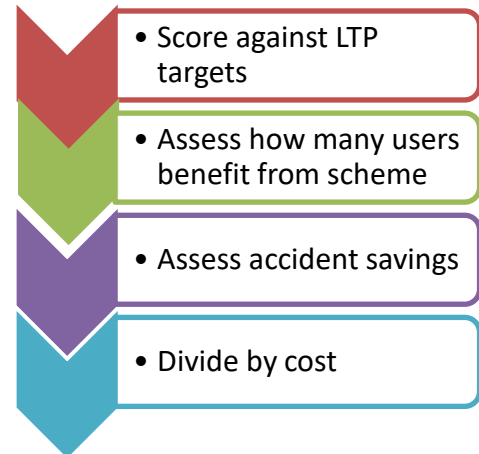 • Score against LTP
targets
• Assess how many users
benefit from scheme
• Assess accident savings
• Divide by cost